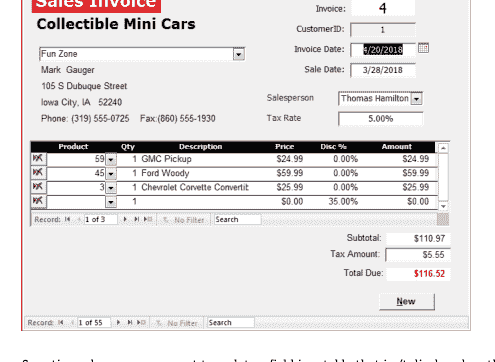 Sales Invoice
Collectible Mini Cars
Invoice: 4
CustomerID: 1
Fun Zone
Invoice Date: 4/20/2018
Mark Gauger
Sale Date: 3/28/2018
105 S Dubuque Street
Iowa City, IA 52240
Salesperson Thomas Hamilton
Phone: (319) 555-0725 Fax:(860) 555-1930
Tax Rate 5.00%
Product Qty Description Price Disc % Amount
59 1 GMC Pickup $24.99 0.00% $24.99
45 1 Ford Woody $59.99 0.00% $59.99
3 1 Chevrolet Corvette Convertit $25.99 0.00% $25.99
1 $0.00 35.00% $0.00
Record: 1 of 3 No Filter Search
Subtotal: $110.97
Tax Amount: $5.55
Total Due: $116.52
New
Record: 1 of 55 No Filter Search